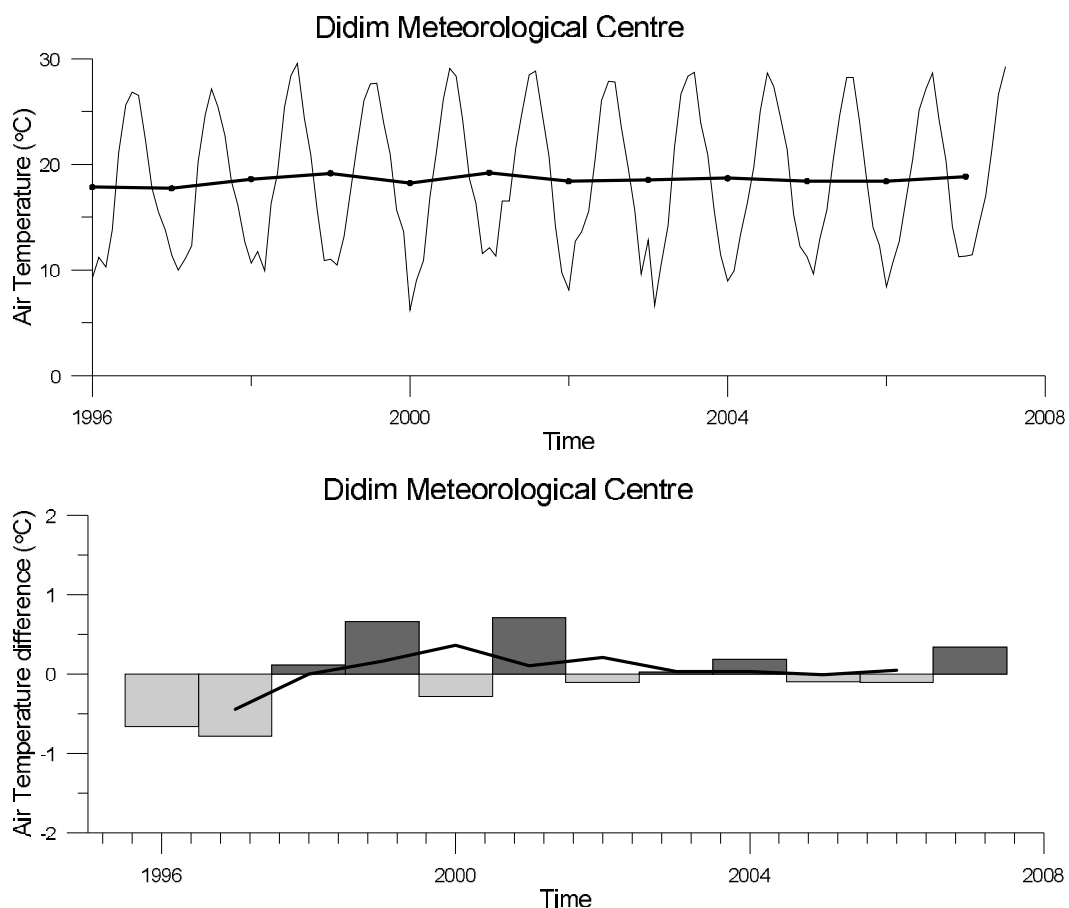 Didim Meteorological Centre
Air Temperature (°C)
30
20
10
0
1996
2000
2004
2008
Time
Didim Meteorological Centre
Air Temperature difference (°C)
2
1
0
-1
-2
1996
2000
2004
2008
Time